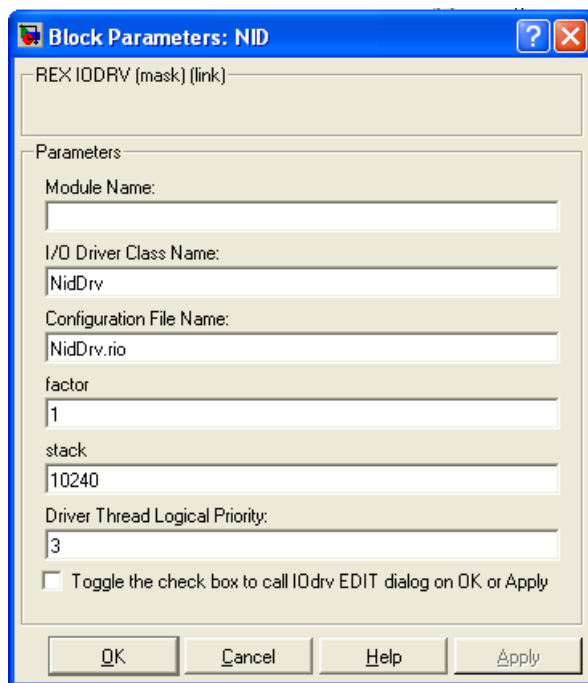 Block Parameters: NID
REX IODRV (mask) (link)
Parameters
Module Name:
I/O Driver Class Name:
NidDrv
Configuration File Name:
NidDrv.rio
factor
1
stack
10240
Driver Thread Logical Priority:
3
Toggle the check box to call IOdrv EDIT dialog on OK or Apply
OK Cancel Help Apply